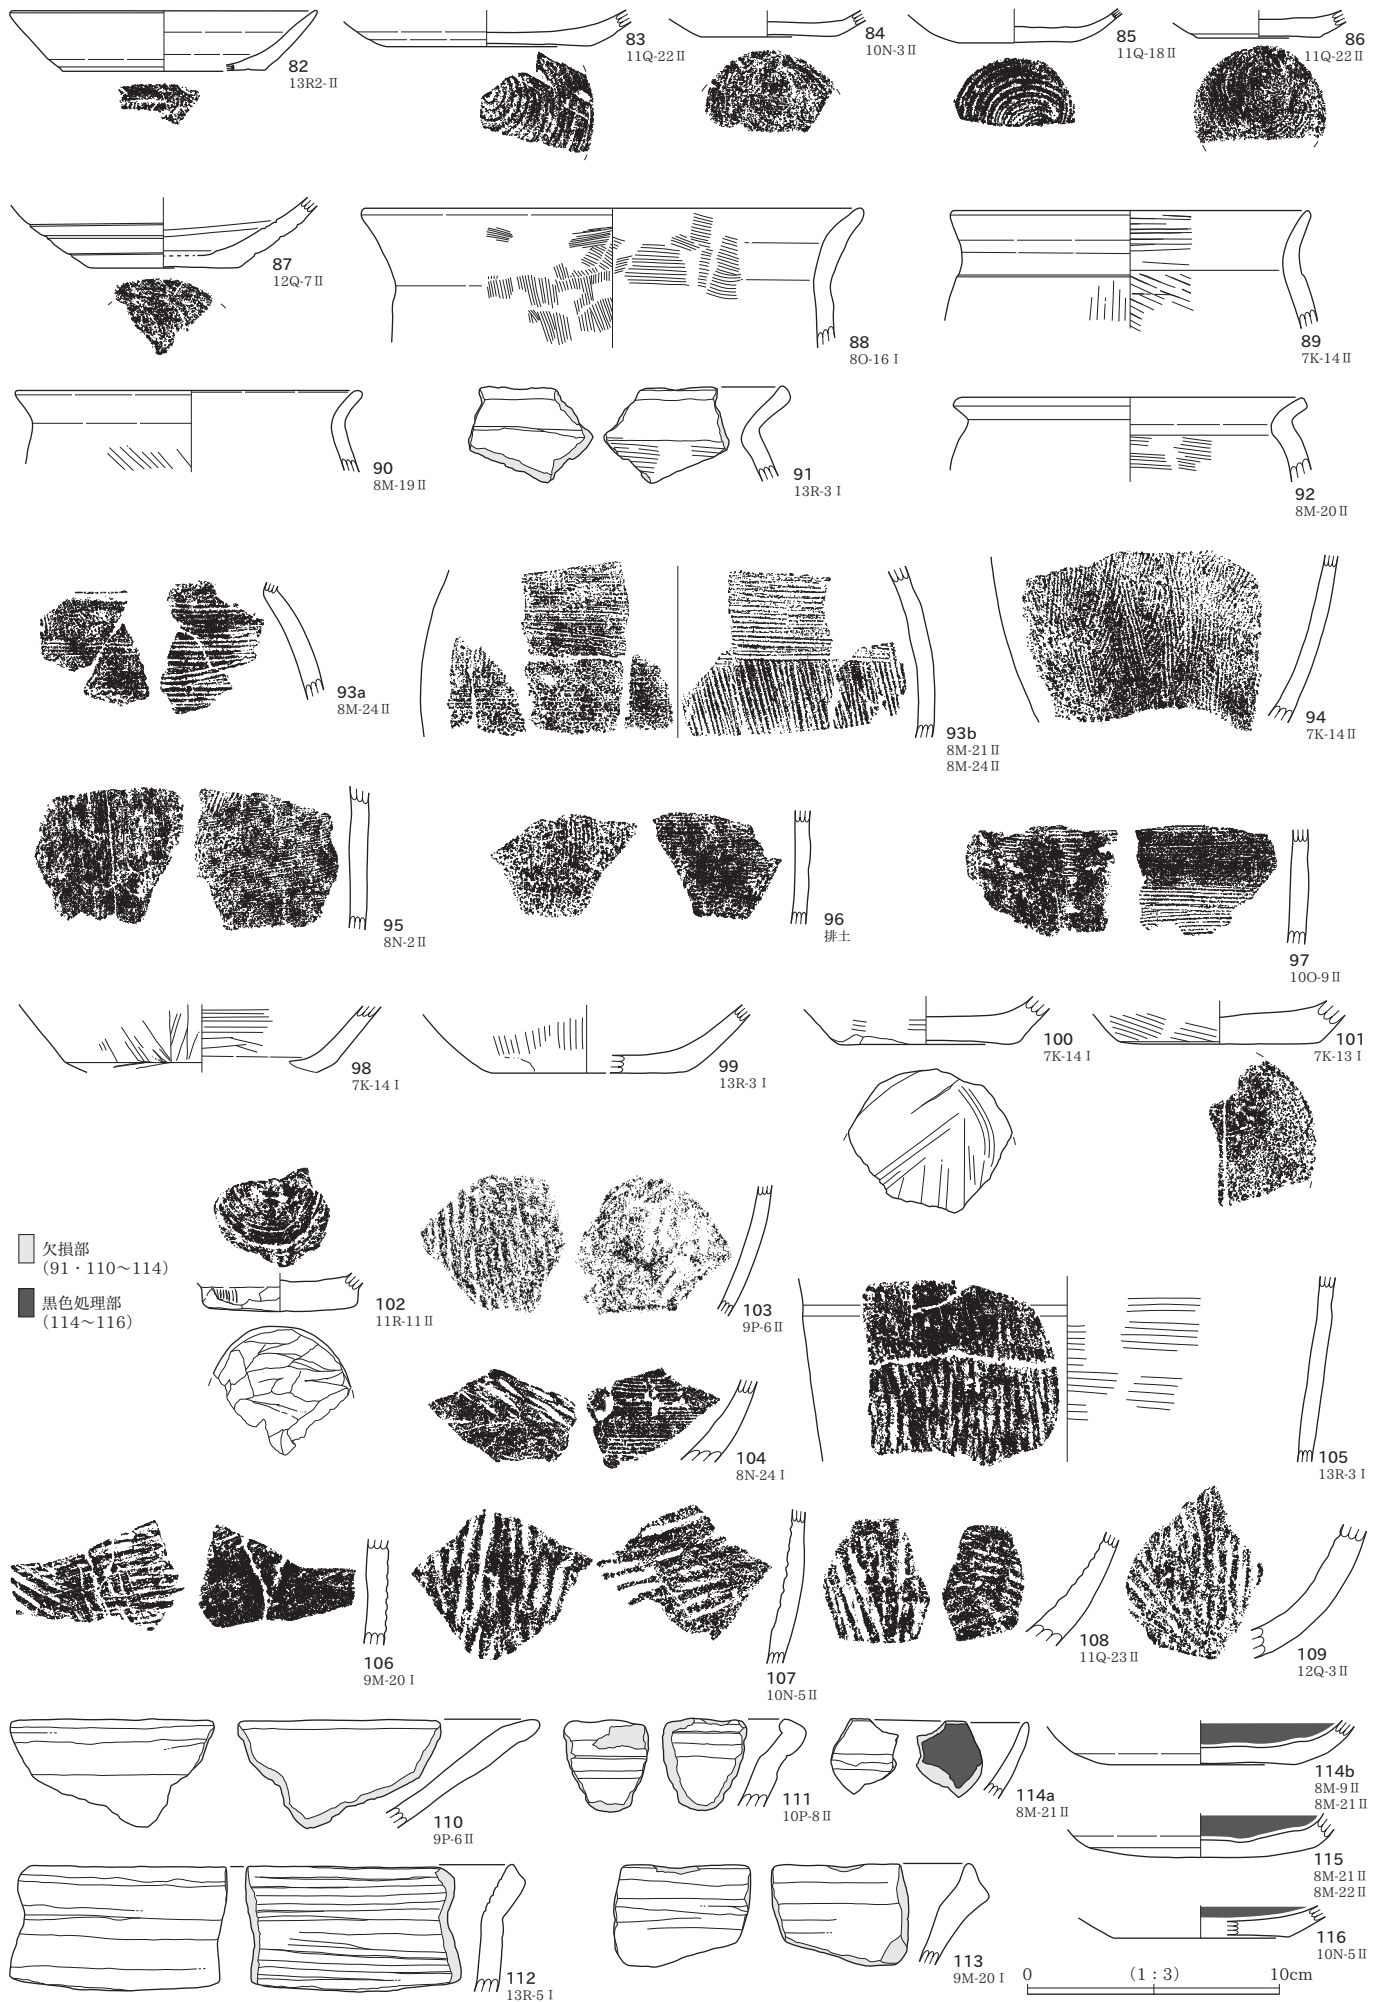 82
13R2-Ⅱ
83
11Q-22Ⅱ
84
10N-3Ⅱ
85
11Q-18Ⅱ
86
11Q-22Ⅱ
87
12Q-7Ⅱ
88
8O-16Ⅰ
89
7K-14Ⅱ
90
8M-19Ⅱ
91
13R-3Ⅰ
92
8M-20Ⅱ
93a
8M-24Ⅱ
93b
8M-21Ⅱ
8M-24Ⅱ
94
7K-14Ⅱ
95
8N-2Ⅱ
96
排土
97
10O-9Ⅱ
98
7K-14Ⅰ
99
13R-3Ⅰ
100
7K-14Ⅰ
101
7K-13Ⅰ
欠損部
(91・110～114)
黒色処理部
(114～116)
102
11R-11Ⅱ
103
9P-6Ⅱ
104
8N-24Ⅰ
105
13R-3Ⅰ
106
9M-20Ⅰ
107
10N-5Ⅱ
108
11Q-23Ⅱ
109
12Q-3Ⅱ
110
9P-6Ⅱ
111
10P-8Ⅱ
114a
8M-21Ⅱ
114b
8M-9Ⅱ
8M-21Ⅱ
115
8M-21Ⅱ
8M-22Ⅱ
112
13R-5Ⅰ
113
9M-20Ⅰ
116
10N-5Ⅱ
0 (1:3) 10cm